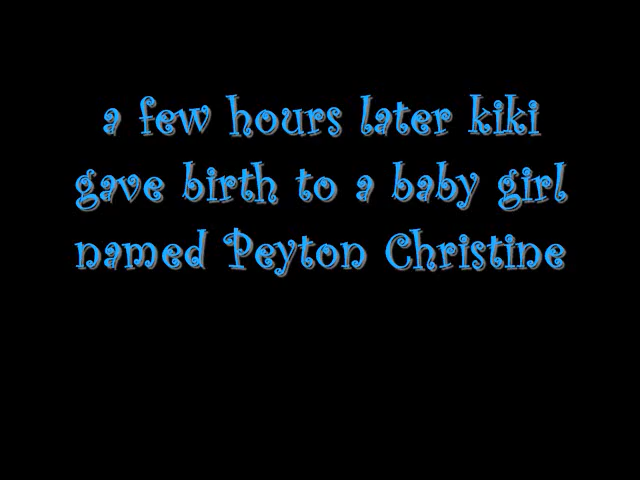 a few hours later kiki
gave birth to a baby girl
named Peyton Christine